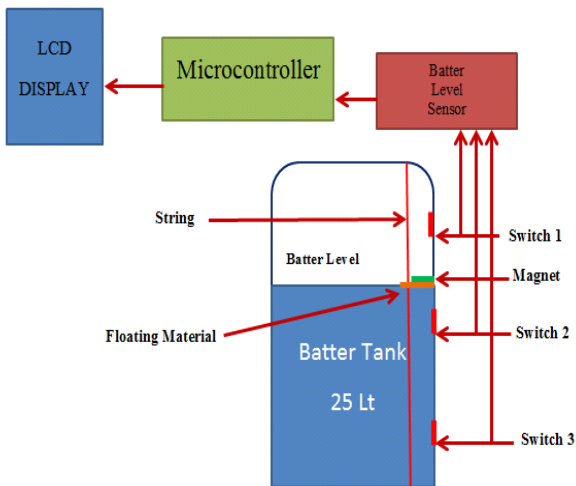 LCD
DISPLAY
Microcontroller
Batter
Level
Sensor
String
Switch 1
Batter Level
Magnet
Floating Material
Switch 2
Batter Tank
25 Lt
Switch 3